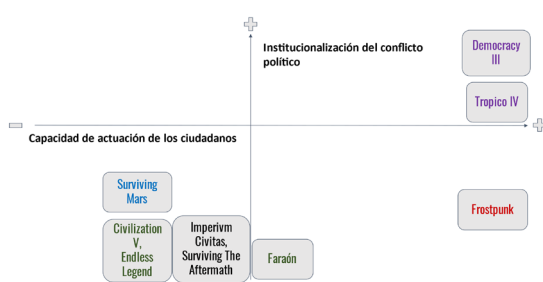 Institucionalización del conflicto
político
Democracy
III
Tropico IV
Capacidad de actuación de los ciudadanos
Surviving
Mars
Frostpunk
Civilization
V,
Endless
Legend
Imperivm
Civitas,
Surviving The
Aftermath
Faraón